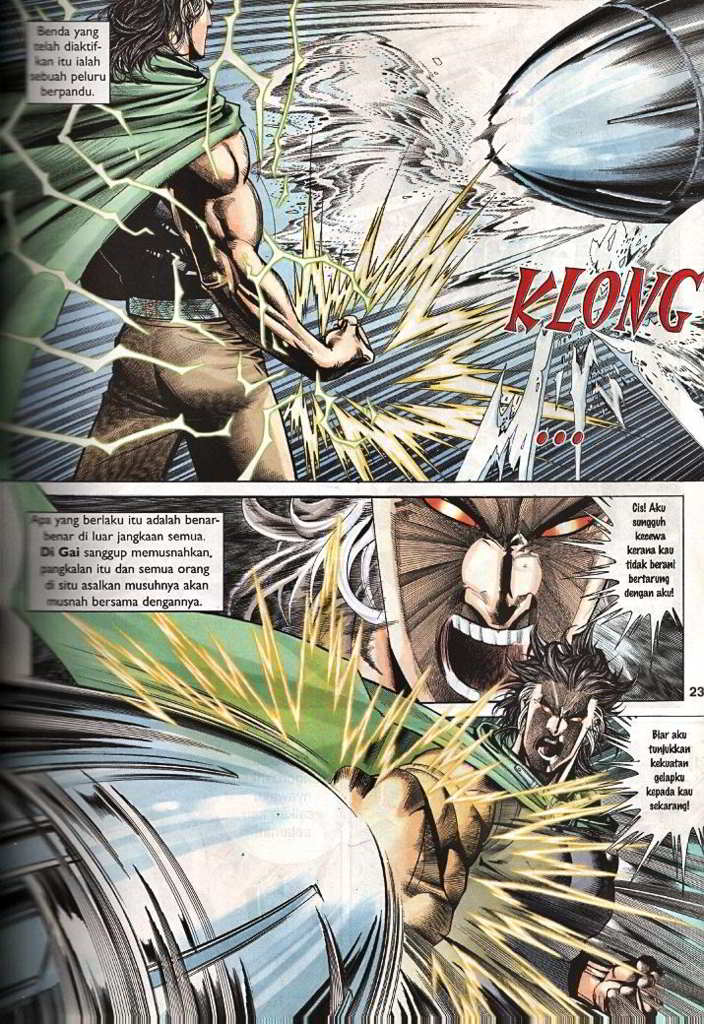 Benda yang
telah diaktif-
kan itu ialah
sebuah peluru
berpandu.
KLONG
...
Apa yang berlaku itu adalah benar-
benar di luar jangkaan semua.
Di Gai sanggup memusnahkan,
pangkalan itu dan semua orang
di situ asalkan musuhnya akan
musnah bersama dengannya.
Cis! Aku
sungguh
kecewa
kerana kau
tidak berani
bertarung
dengan aku!
23
Biar aku
tunjukkan
kekuatan
gelapku
kepada kau
sekarang!